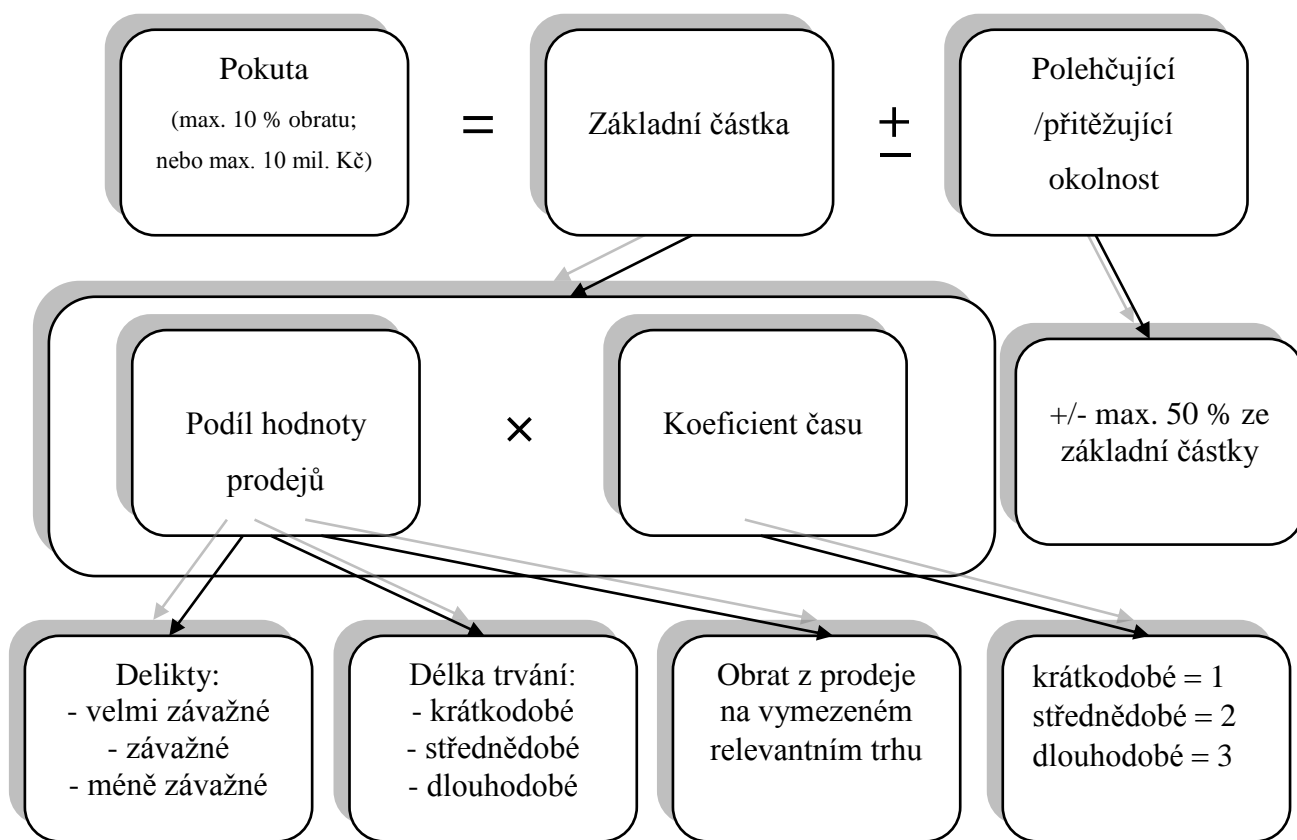 Pokuta
(max. 10 % obratu;
nebo max. 10 mil. Kč)
=
Základní částka
±
Polehčující
/přitěžující
okolnost
Podíl hodnoty
prodejů
×
Koeficient času
+/- max. 50 % ze
základní částky
Delikty:
- velmi závažné
- závažné
- méně závažné
Délka trvání:
- krátkodobé
- střednědobé
- dlouhodobé
Obrat z prodeje
na vymezeném
relevantním trhu
krátkodobé = 1
střednědobé = 2
dlouhodobé = 3